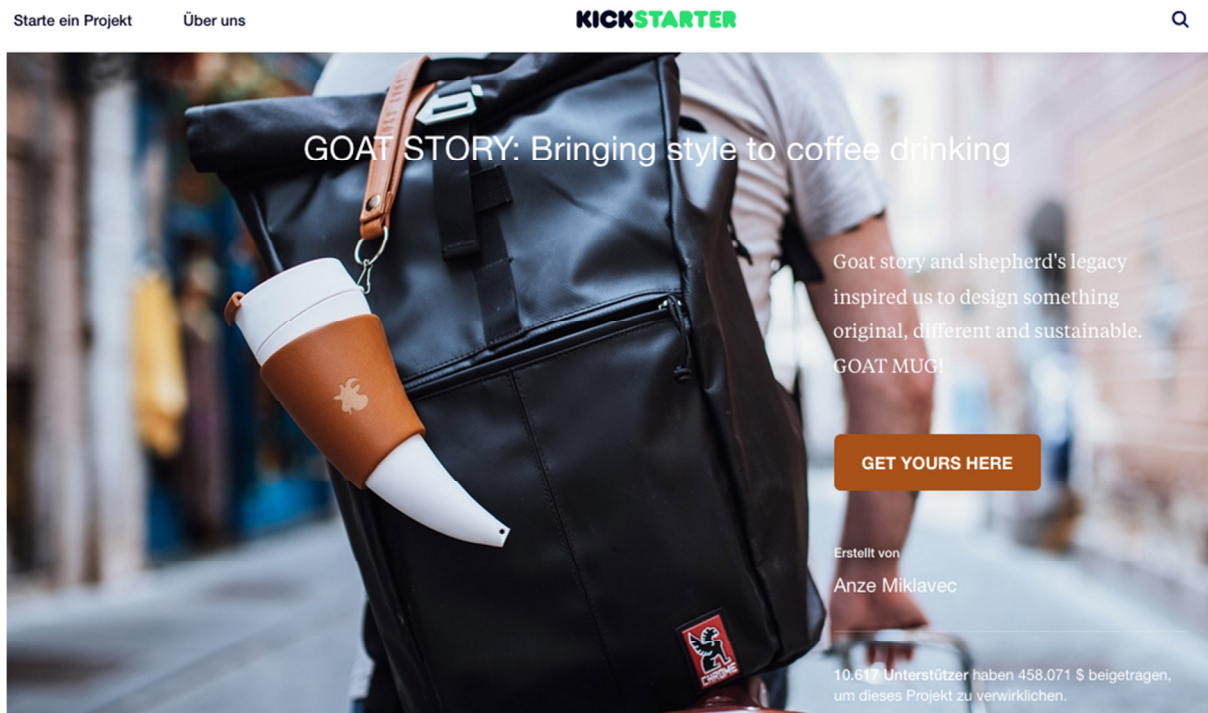 Starte ein Projekt
Über uns
KICKSTARTER
GOAT STORY: Bringing style to coffee drinking
Goat story and shepherd's legacy
inspired us to design something
original, different and sustainable.
GOAT MUG!
GET YOURS HERE
Erstellt von
Anze Miklavec
CHROME
10.617 Unterstützer haben 458.071 $ beigetragen,
um dieses Projekt zu verwirklichen.